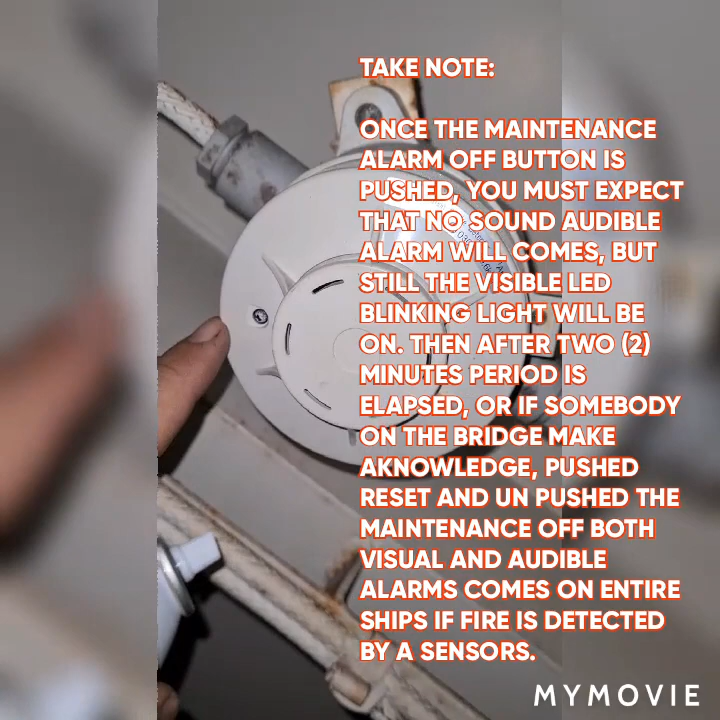 TAKE NOTE:
ONCE THE MAINTENANCE
ALARM OFF BUTTON IS
PUSHED, YOU MUST EXPECT
THAT NO SOUND AUDIBLE
ALARM WILL COMES, BUT
STILL THE VISIBLE LED
BLINKING LIGHT WILL BE
ON. THEN AFTER TWO (2)
MINUTES PERIOD IS
ELAPSED, OR IF SOMEBODY
ON THE BRIDGE MAKE
AKNOWLEDGE, PUSHED
RESET AND UN PUSHED THE
MAINTENANCE OFF BOTH
VISUAL AND AUDIBLE
ALARMS COMES ON ENTIRE
SHIPS IF FIRE IS DETECTED
BY A SENSORS.
MYMOVIE